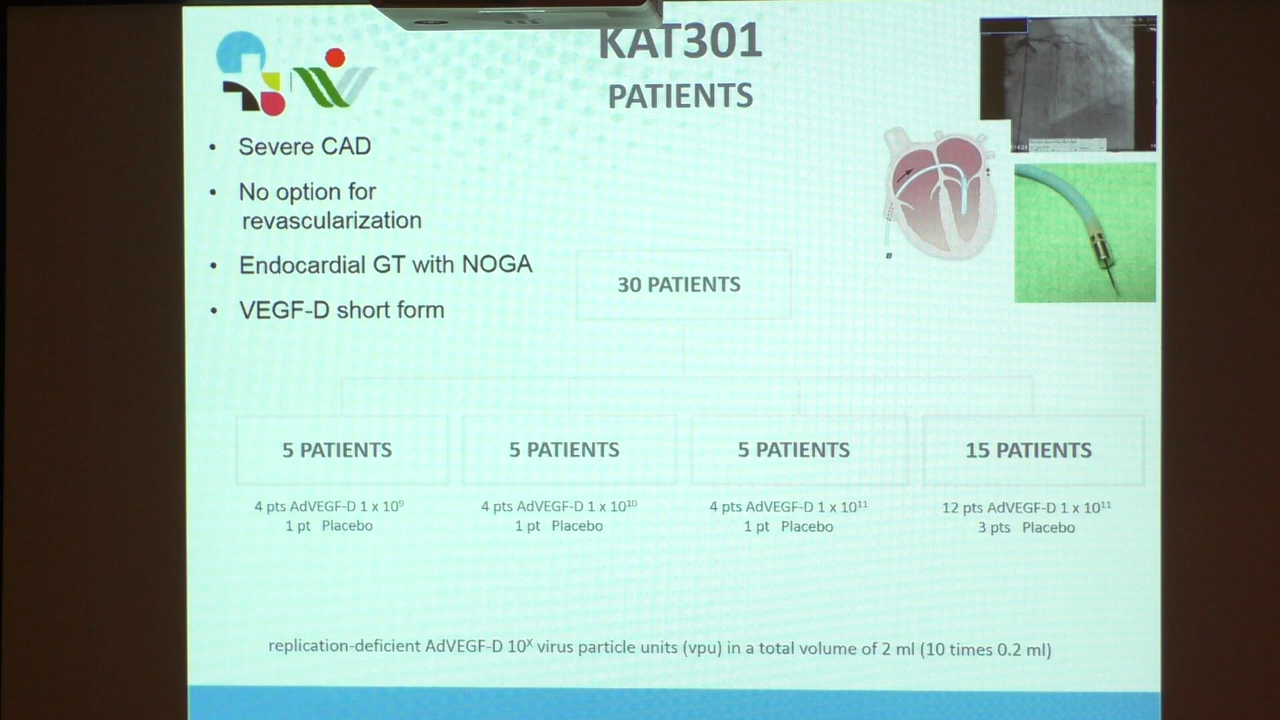 KAT301
PATIENTS
• Severe CAD
• No option for
revascularization
• Endocardial GT with NOGA
• VEGF-D short form
B
30 PATIENTS
5 PATIENTS
5 PATIENTS
5 PATIENTS
15 PATIENTS
4 pts AdVEGF-D 1 x 10⁹
1 pt Placebo
4 pts AdVEGF-D 1 x 10¹⁰
1 pt Placebo
4 pts AdVEGF-D 1 x 10¹¹
1 pt Placebo
12 pts AdVEGF-D 1 x 10¹¹
3 pts Placebo
replication-deficient AdVEGF-D 10ˣ virus particle units (vpu) in a total volume of 2 ml (10 times 0.2 ml)